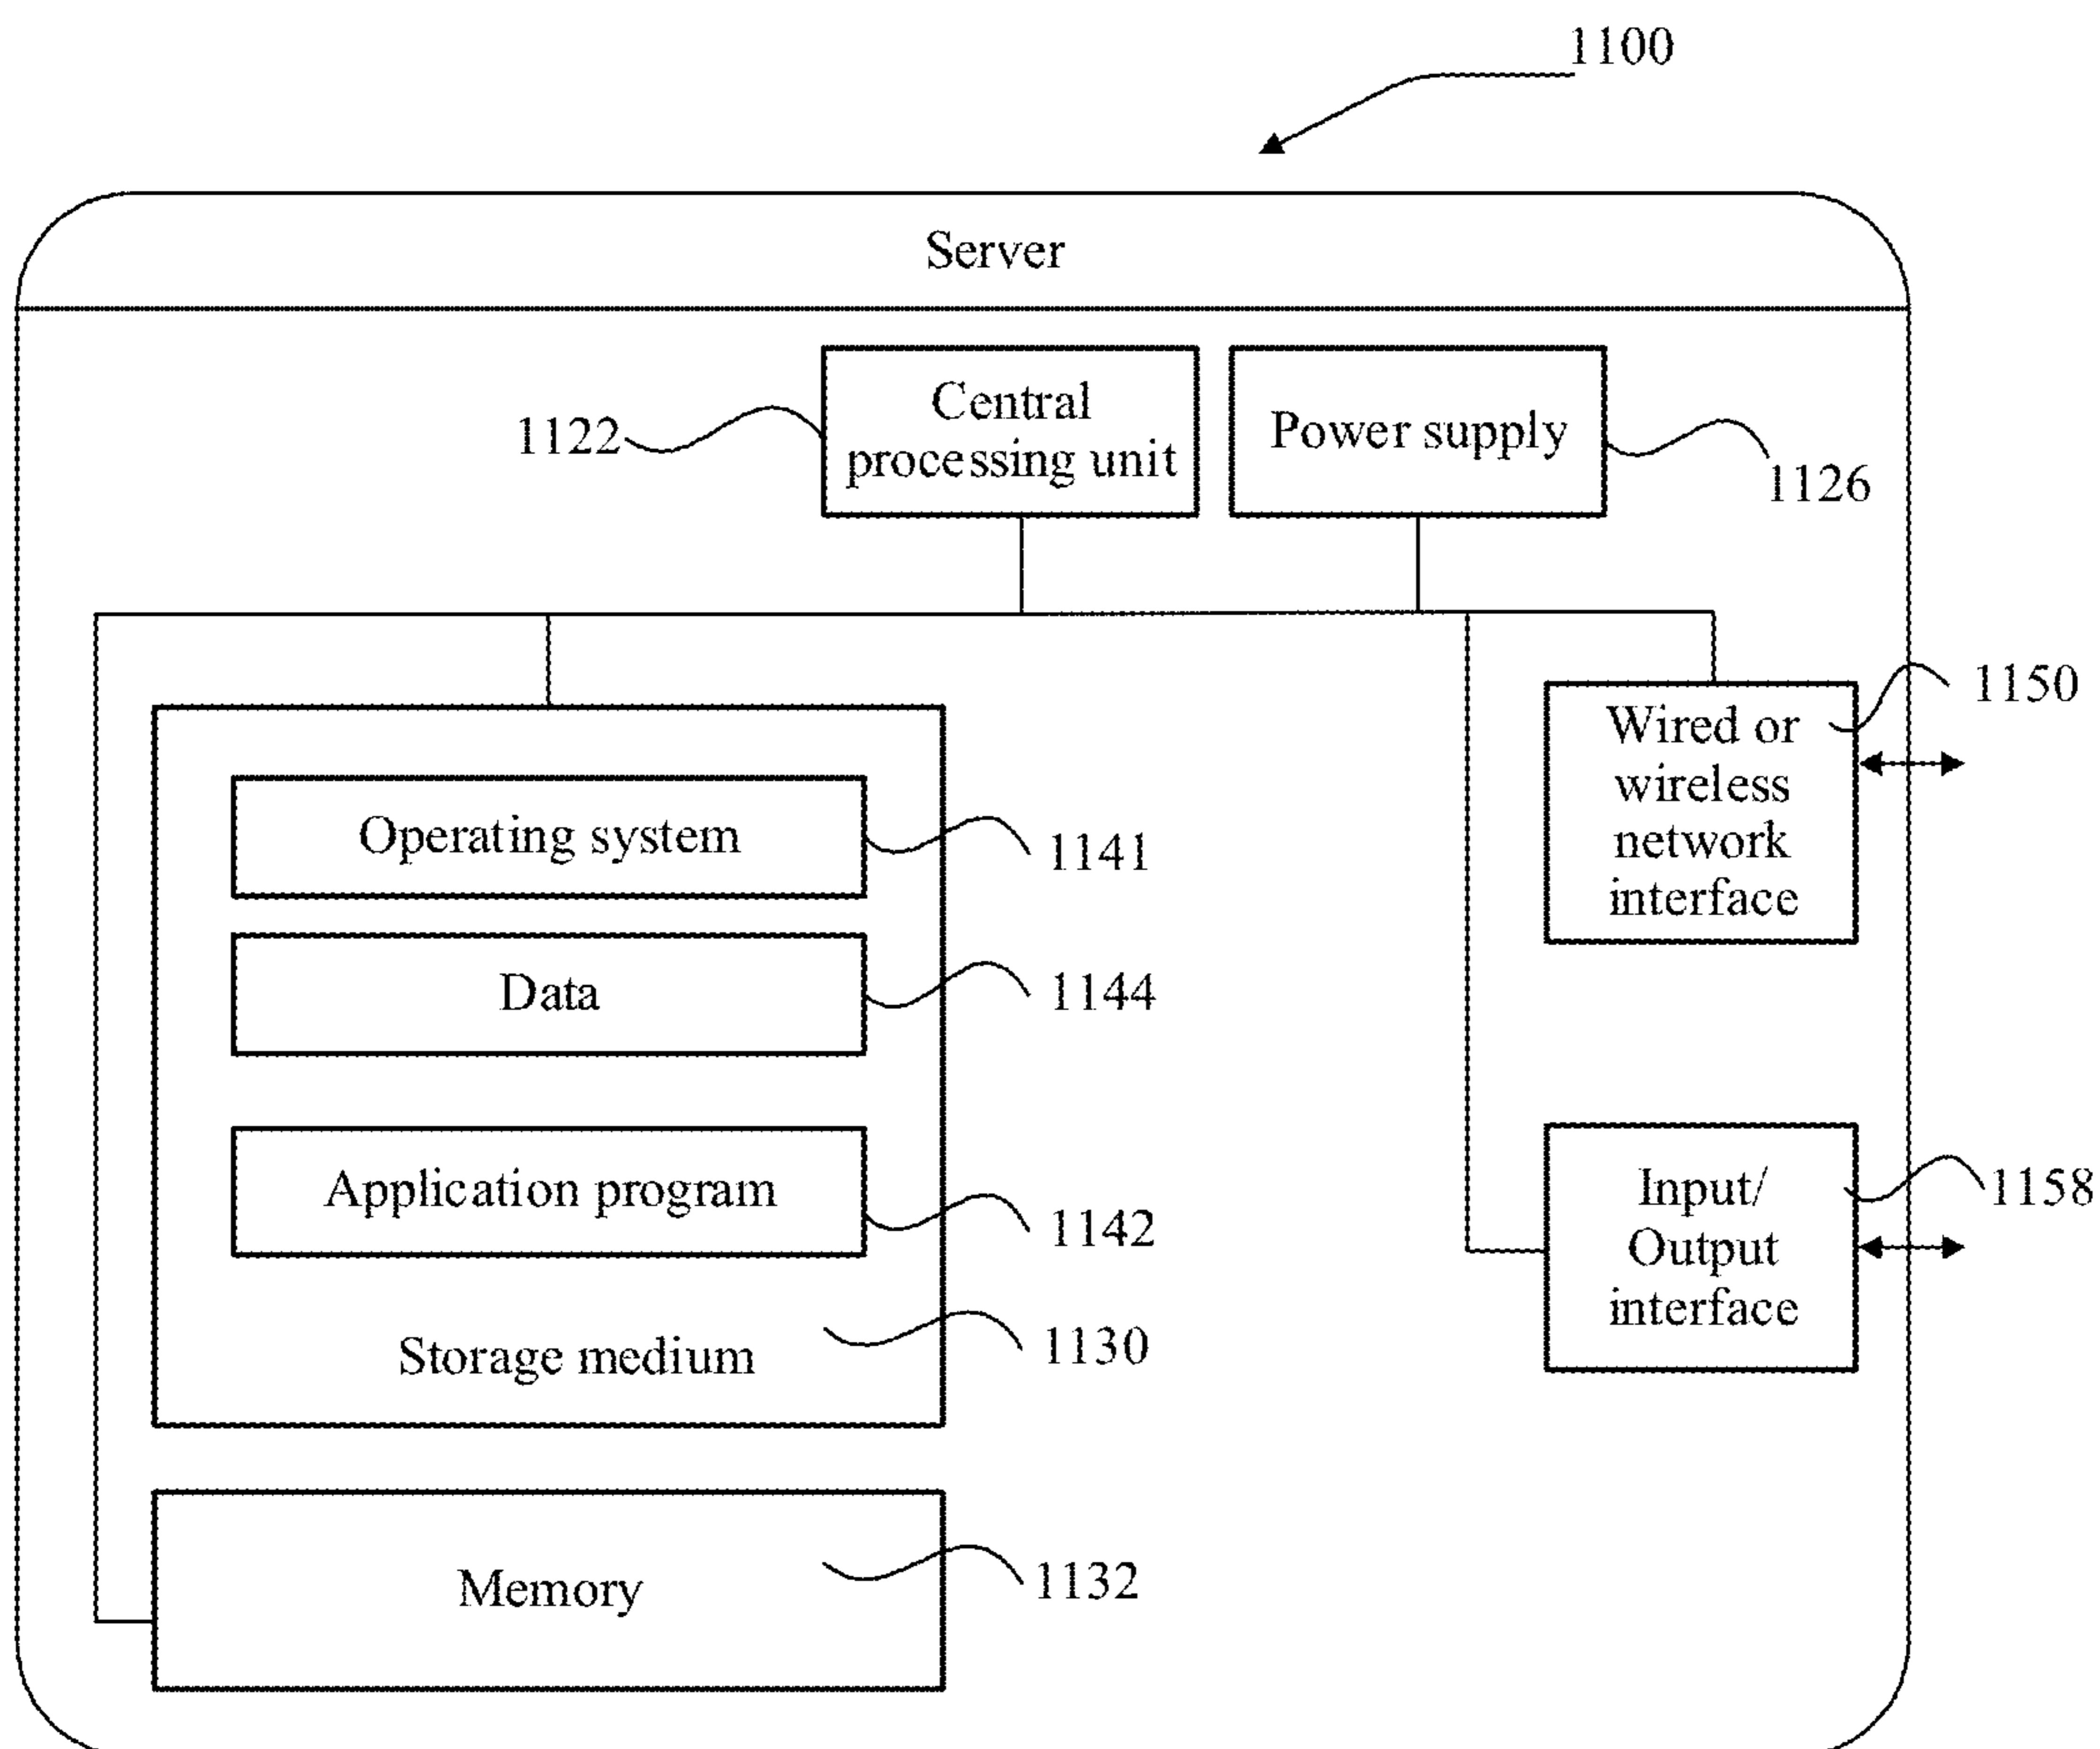 1100
Server
Central
processing unit
1122
Power supply
1126
Wired or
wireless
network
interface
1150
Operating system
1141
Data
1144
Application program
1142
Storage medium
1130
Input/
Output
interface
1158
Memory
1132